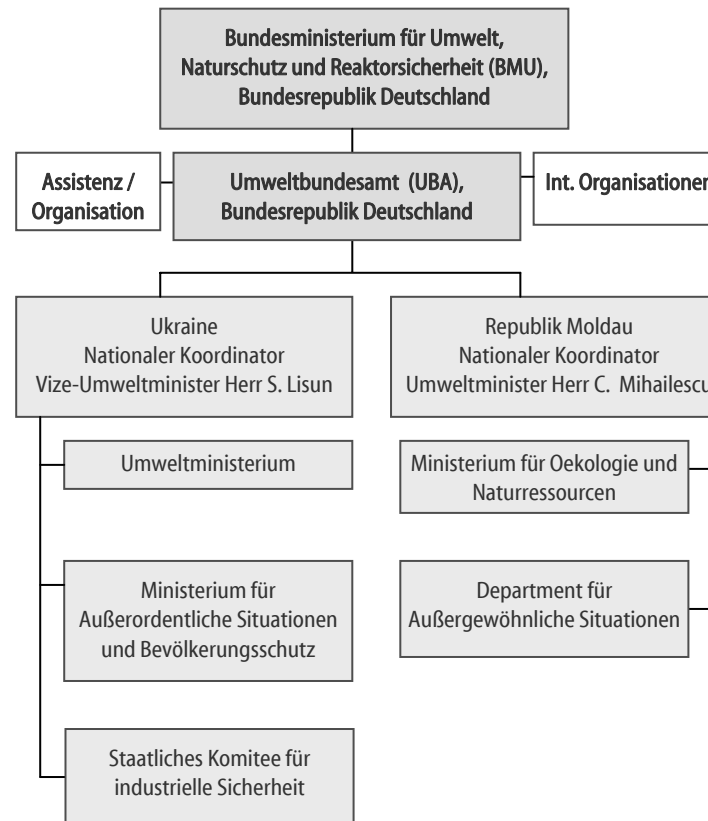 Bundesministerium für Umwelt,
Naturschutz und Reaktorsicherheit (BMU),
Bundesrepublik Deutschland
Assistenz /
Organisation
Umweltbundesamt (UBA),
Bundesrepublik Deutschland
Int. Organisationen
Ukraine
Nationaler Koordinator
Vize-Umweltminister Herr S. Lisun
Republik Moldau
Nationaler Koordinator
Umweltminister Herr C. Mihailescu
Umweltministerium
Ministerium für Oekologie und
Naturressourcen
Ministerium für
Außerordentliche Situationen
und Bevölkerungsschutz
Department für
Außergewöhnliche Situationen
Staatliches Komitee für
industrielle Sicherheit